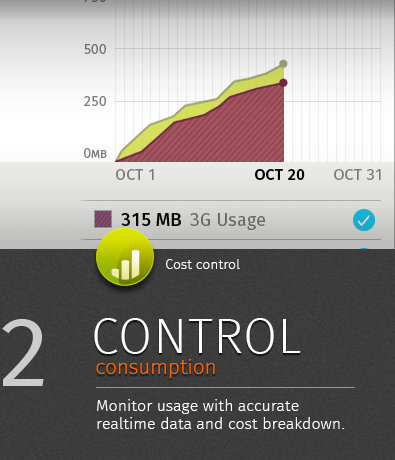 500
250
0MB
OCT 1 OCT 20 OCT 31
315 MB 3G Usage
Cost control
2
CONTROL
consumption
Monitor usage with accurate
realtime data and cost breakdown.